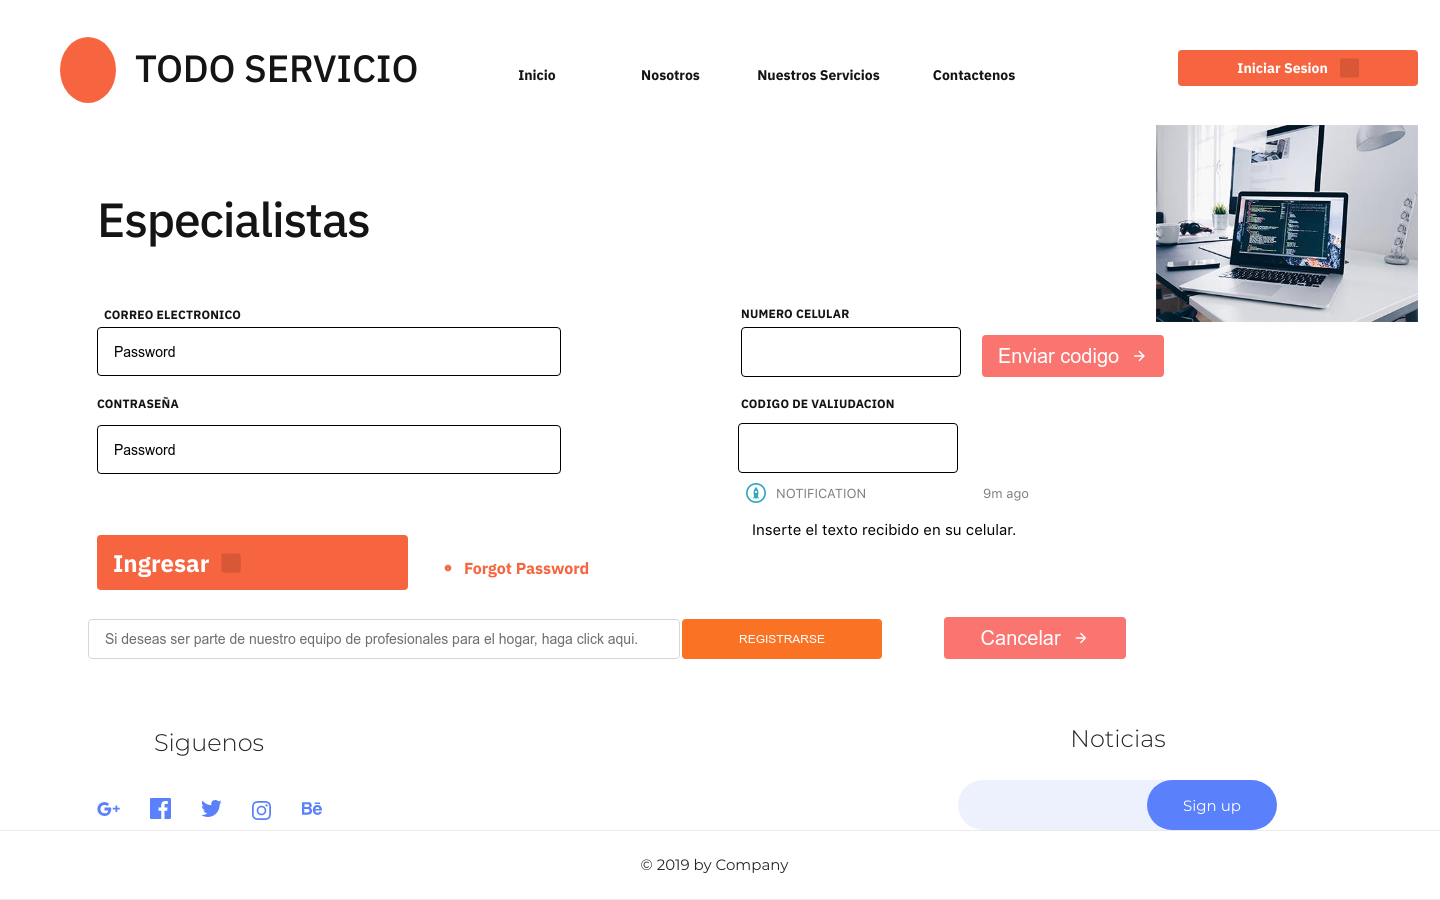 TODO SERVICIO
Inicio
Nosotros
Nuestros Servicios
Contactenos
Iniciar Sesion
Especialistas
CORREO ELECTRONICO
Password
NUMERO CELULAR
Enviar codigo
CONTRASEÑA
Password
CODIGO DE VALIUDACION
NOTIFICATION
9m ago
Inserte el texto recibido en su celular.
Ingresar
Forgot Password
Si deseas ser parte de nuestro equipo de profesionales para el hogar, haga click aqui.
REGISTRARSE
Cancelar
Siguenos
Noticias
Sign up
© 2019 by Company